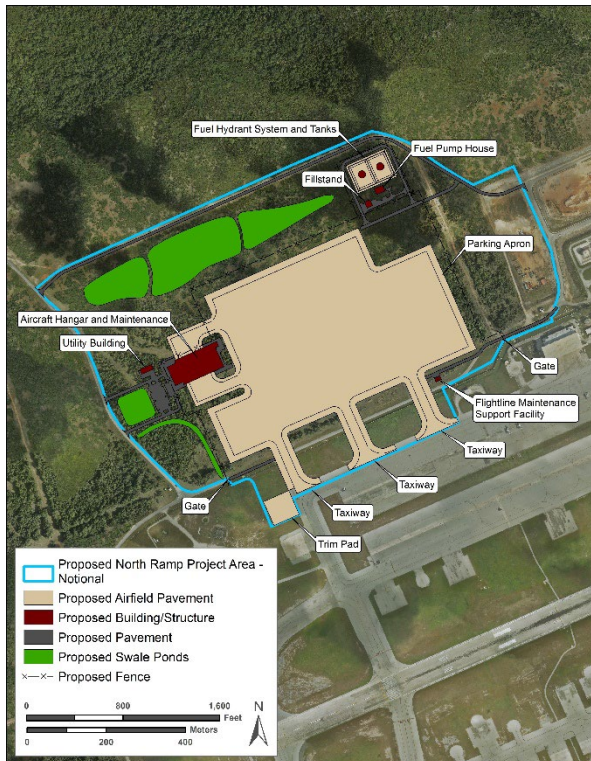 Fuel Hydrant System and Tanks
Fuel Pump House
Fillstand
Parking Apron
Aircraft Hangar and Maintenance
Utility Building
Gate
Flightline Maintenance
Support Facility
Taxiway
Taxiway
Gate
Taxiway
Trim Pad
Proposed North Ramp Project Area -
Notional
Proposed Airfield Pavement
Proposed Building/Structure
Proposed Pavement
Proposed Swale Ponds
Proposed Fence
0 800 1,600
Feet
Motors
0 200 400
N